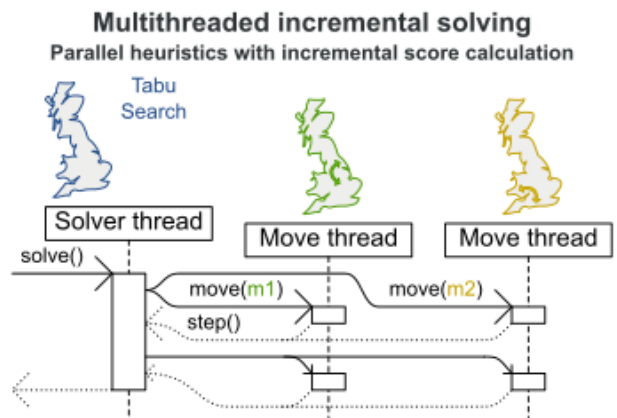 Multithreaded incremental solving
Parallel heuristics with incremental score calculation
Tabu
Search
Solver thread
Move thread
Move thread
solve()
move(m1)
move(m2)
step()